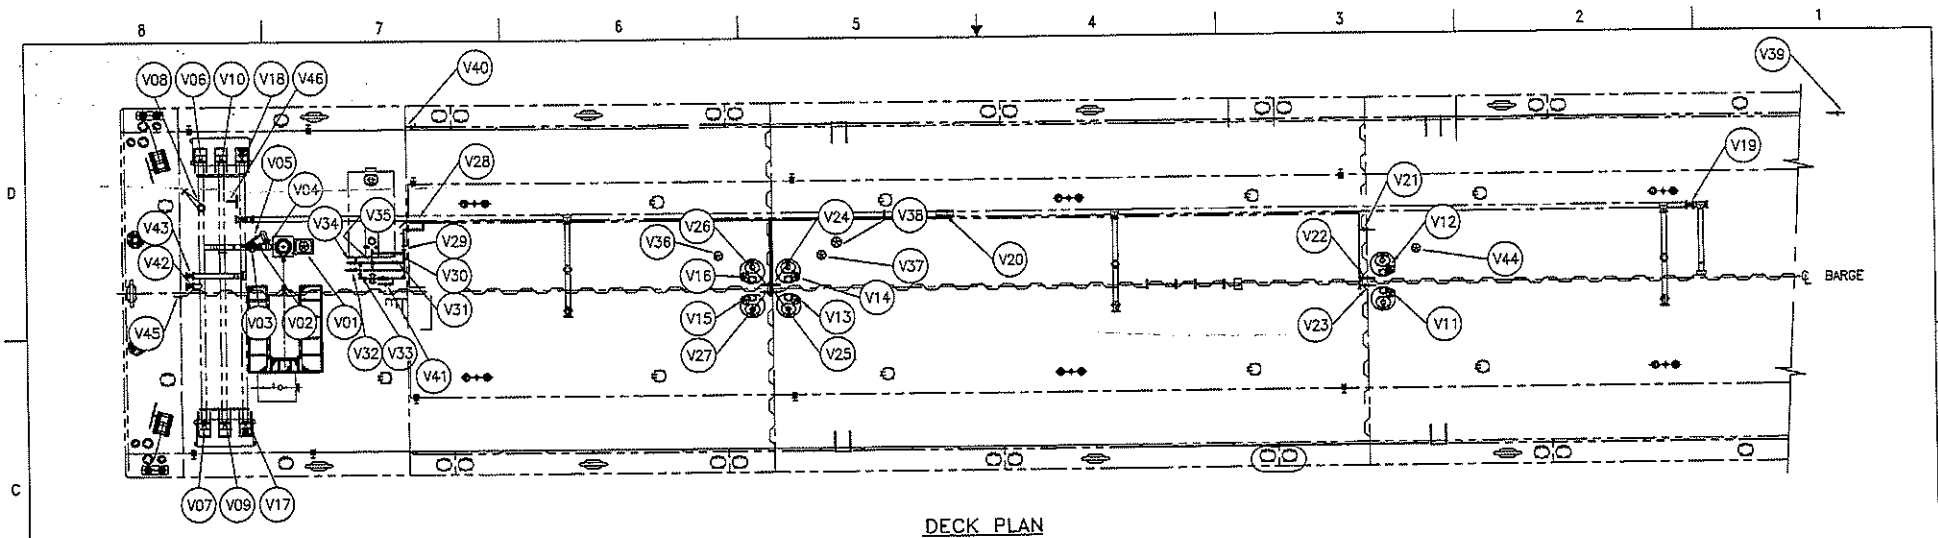 8 7 6 5 4 3 2 1
V40 V39
V08 V06 V10 V18 V46
V05 V28 V19
D V04 V21
V34 V35 V26 V24 V38 V12
V43 V36 V29 V22
V42 V30 V16 V37 V20 V44
V14 ℄ BARGE
V45 V03 V02 V01 V31 V15 V13 V23 V11
V32 V33 V27 V25
V41
C
V07 V09 V17
DECK PLAN